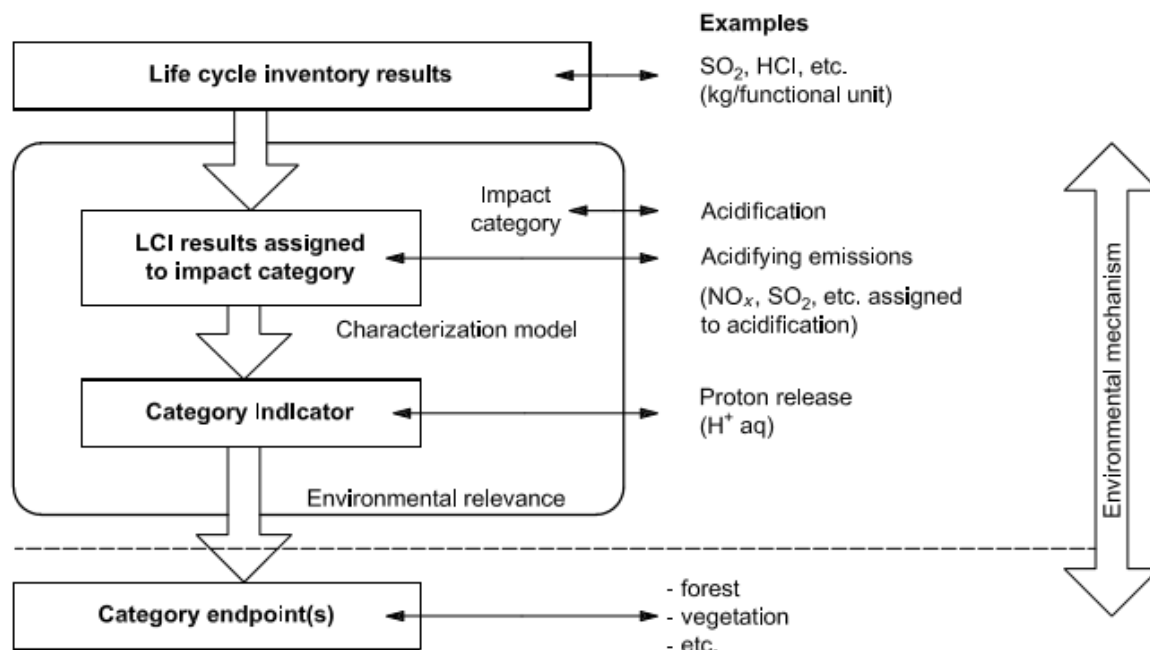 Examples
Life cycle inventory results
SO₂, HCl, etc.
(kg/functional unit)
Impact
category
Acidification
LCI results assigned
to impact category
Acidifying emissions
(NOₓ, SO₂, etc. assigned
to acidification)
Characterization model
Category Indicator
Proton release
(H⁺ aq)
Environmental relevance
Environmental mechanism
Category endpoint(s)
- forest
- vegetation
- etc.